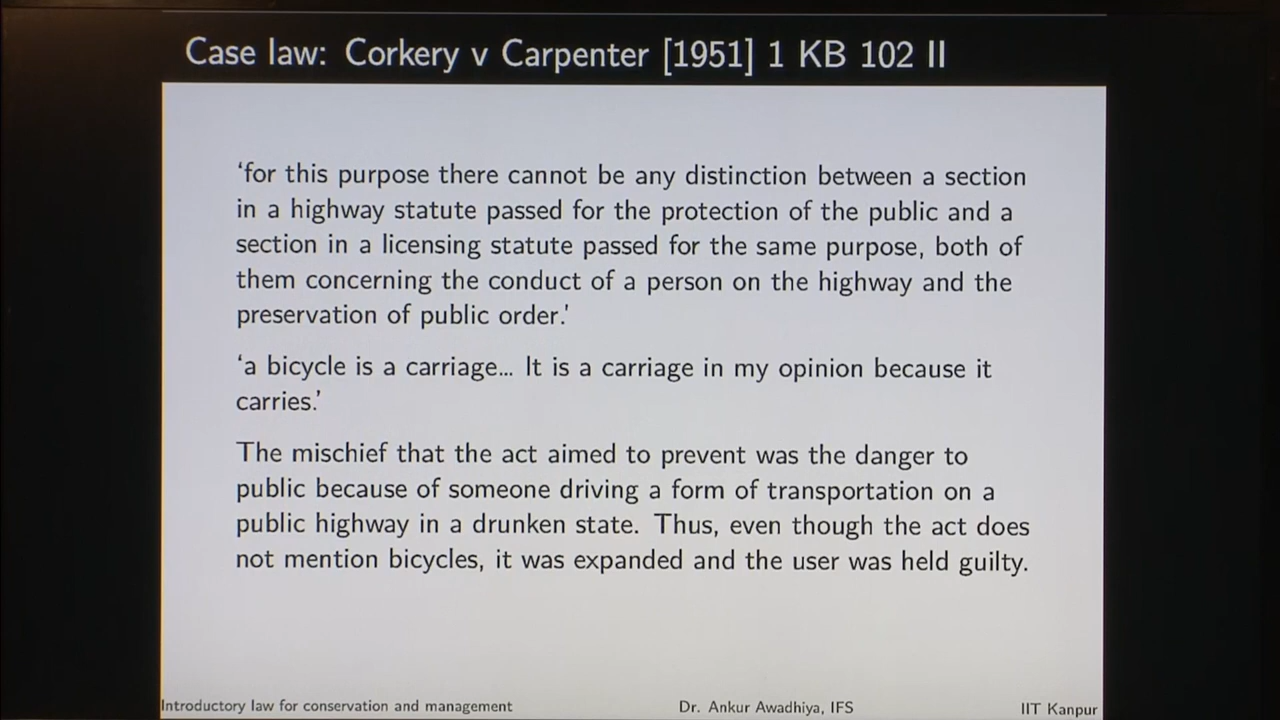 Case law: Corkery v Carpenter [1951] 1 KB 102 II
‘for this purpose there cannot be any distinction between a section
in a highway statute passed for the protection of the public and a
section in a licensing statute passed for the same purpose, both of
them concerning the conduct of a person on the highway and the
preservation of public order.’
‘a bicycle is a carriage... It is a carriage in my opinion because it
carries.’
The mischief that the act aimed to prevent was the danger to
public because of someone driving a form of transportation on a
public highway in a drunken state. Thus, even though the act does
not mention bicycles, it was expanded and the user was held guilty.
Introductory law for conservation and management
Dr. Ankur Awadhiya, IFS
IIT Kanpur